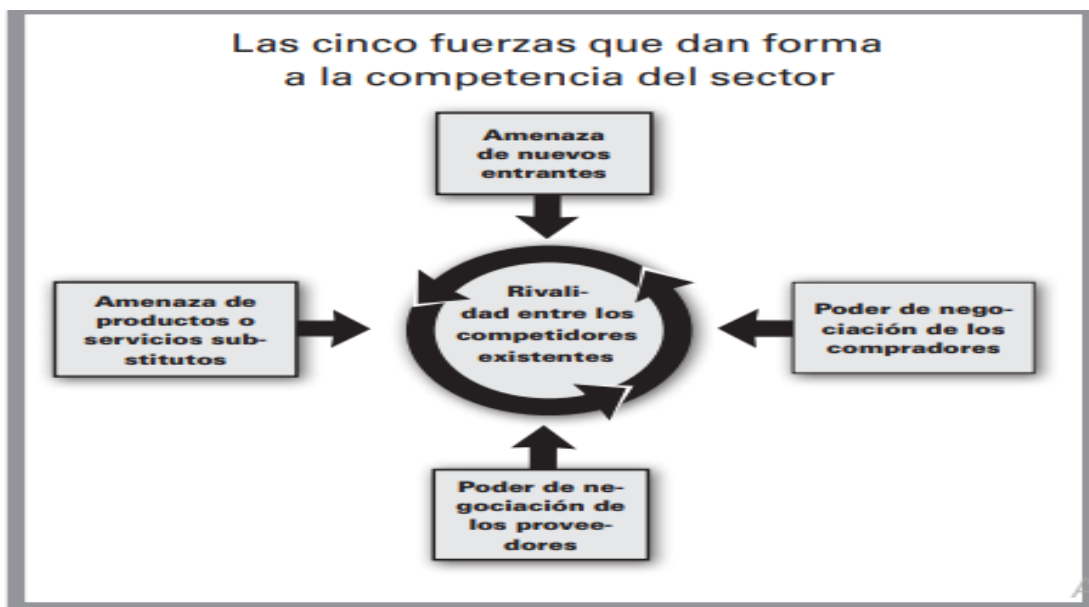 Las cinco fuerzas que dan forma
a la competencia del sector
Amenaza
de nuevos
entrantes
Amenaza de
productos o
servicios sub-
stitutos
Rivali-
dad entre los
competidores
existentes
Poder de nego-
ciación de los
compradores
Poder de ne-
gociación de
los provee-
dores